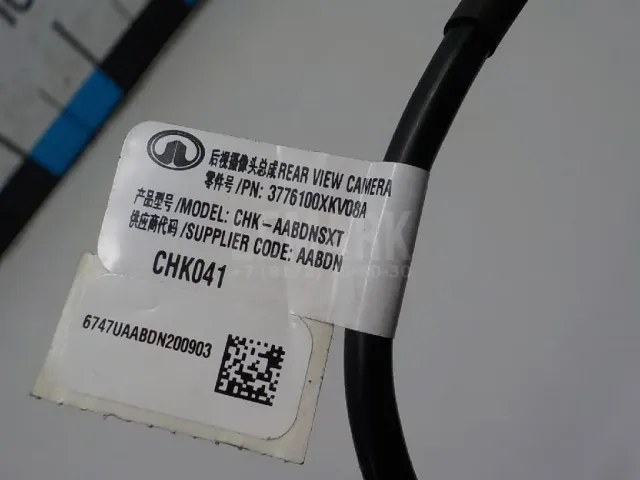 后视摄像头总成REAR VIEW CAMERA
零件号/PN: 3776100XKV08A
产品型号/MODEL: CHK-AABDNSXT
供应商代码/SUPPLIER CODE: AABDN
CHK041
6747UAABDN200903